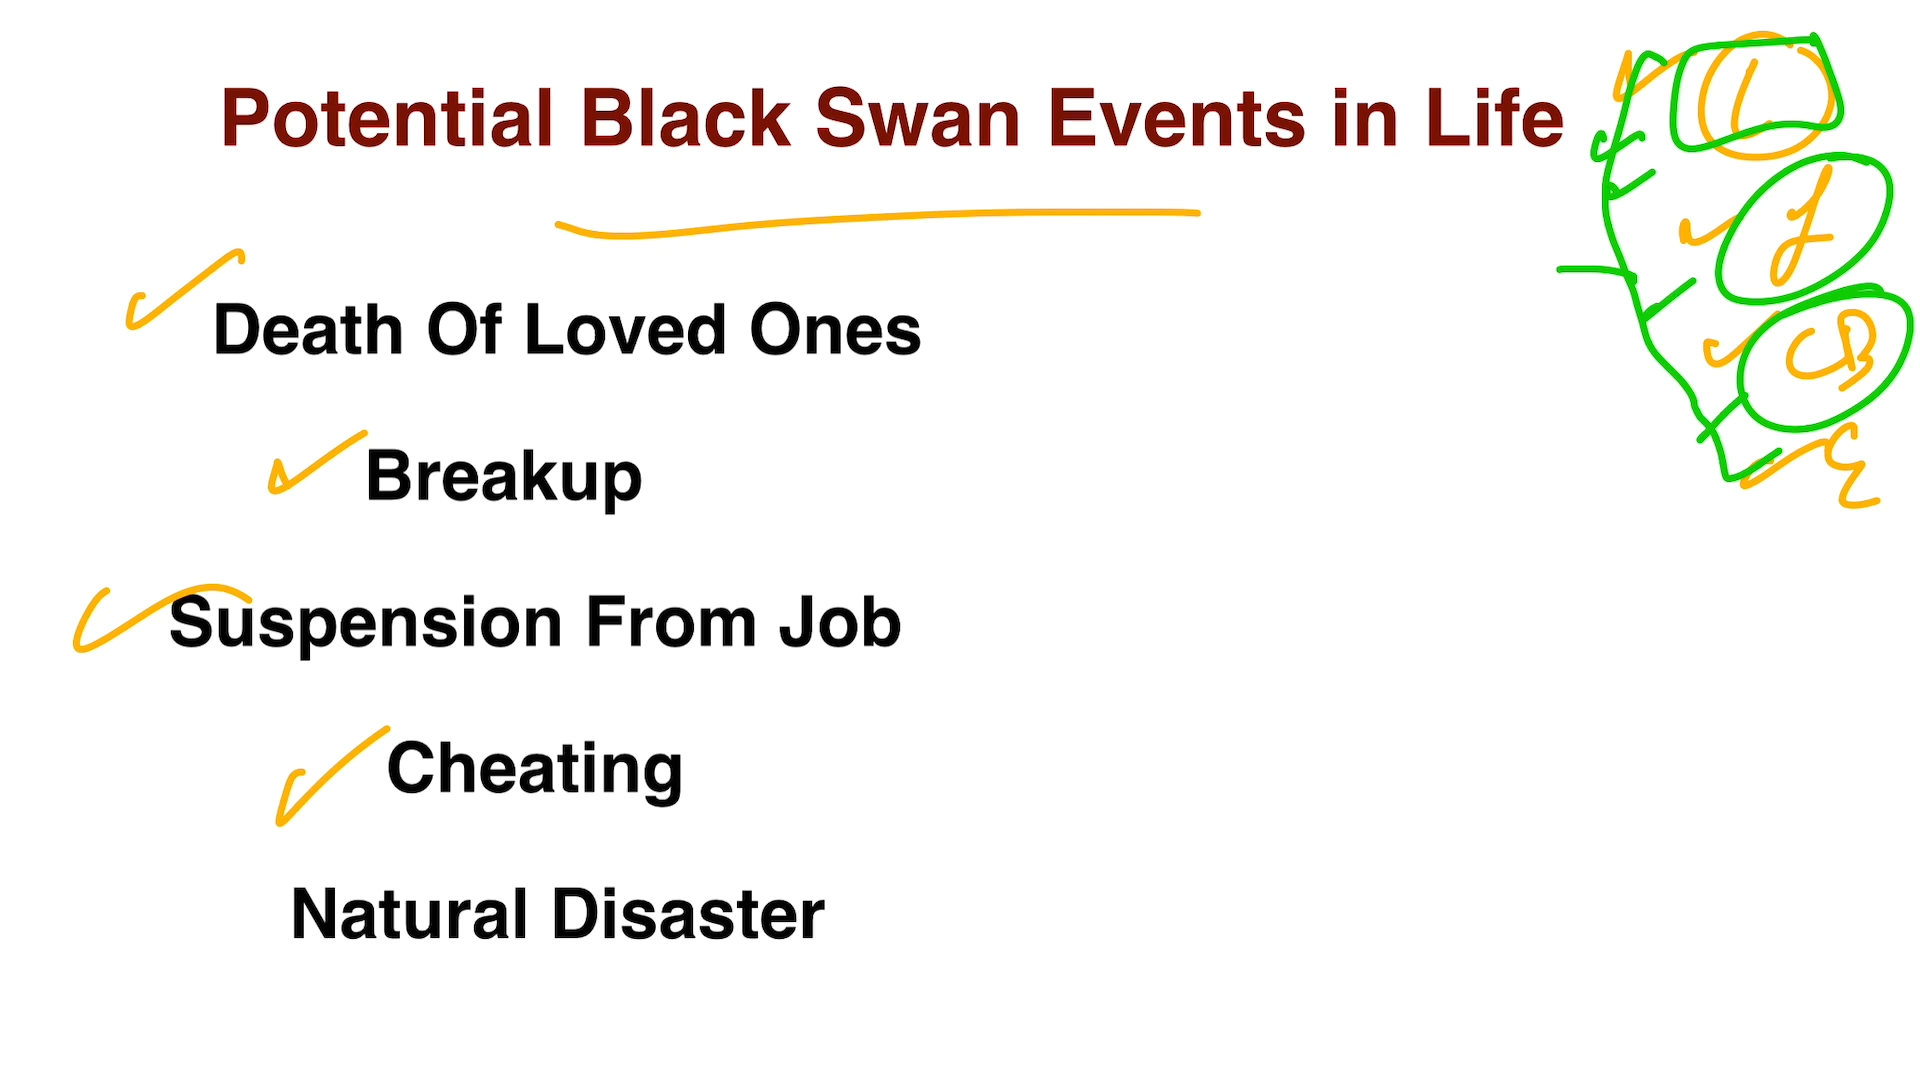 Potential Black Swan Events in Life
Death Of Loved Ones
Breakup
Suspension From Job
Cheating
Natural Disaster